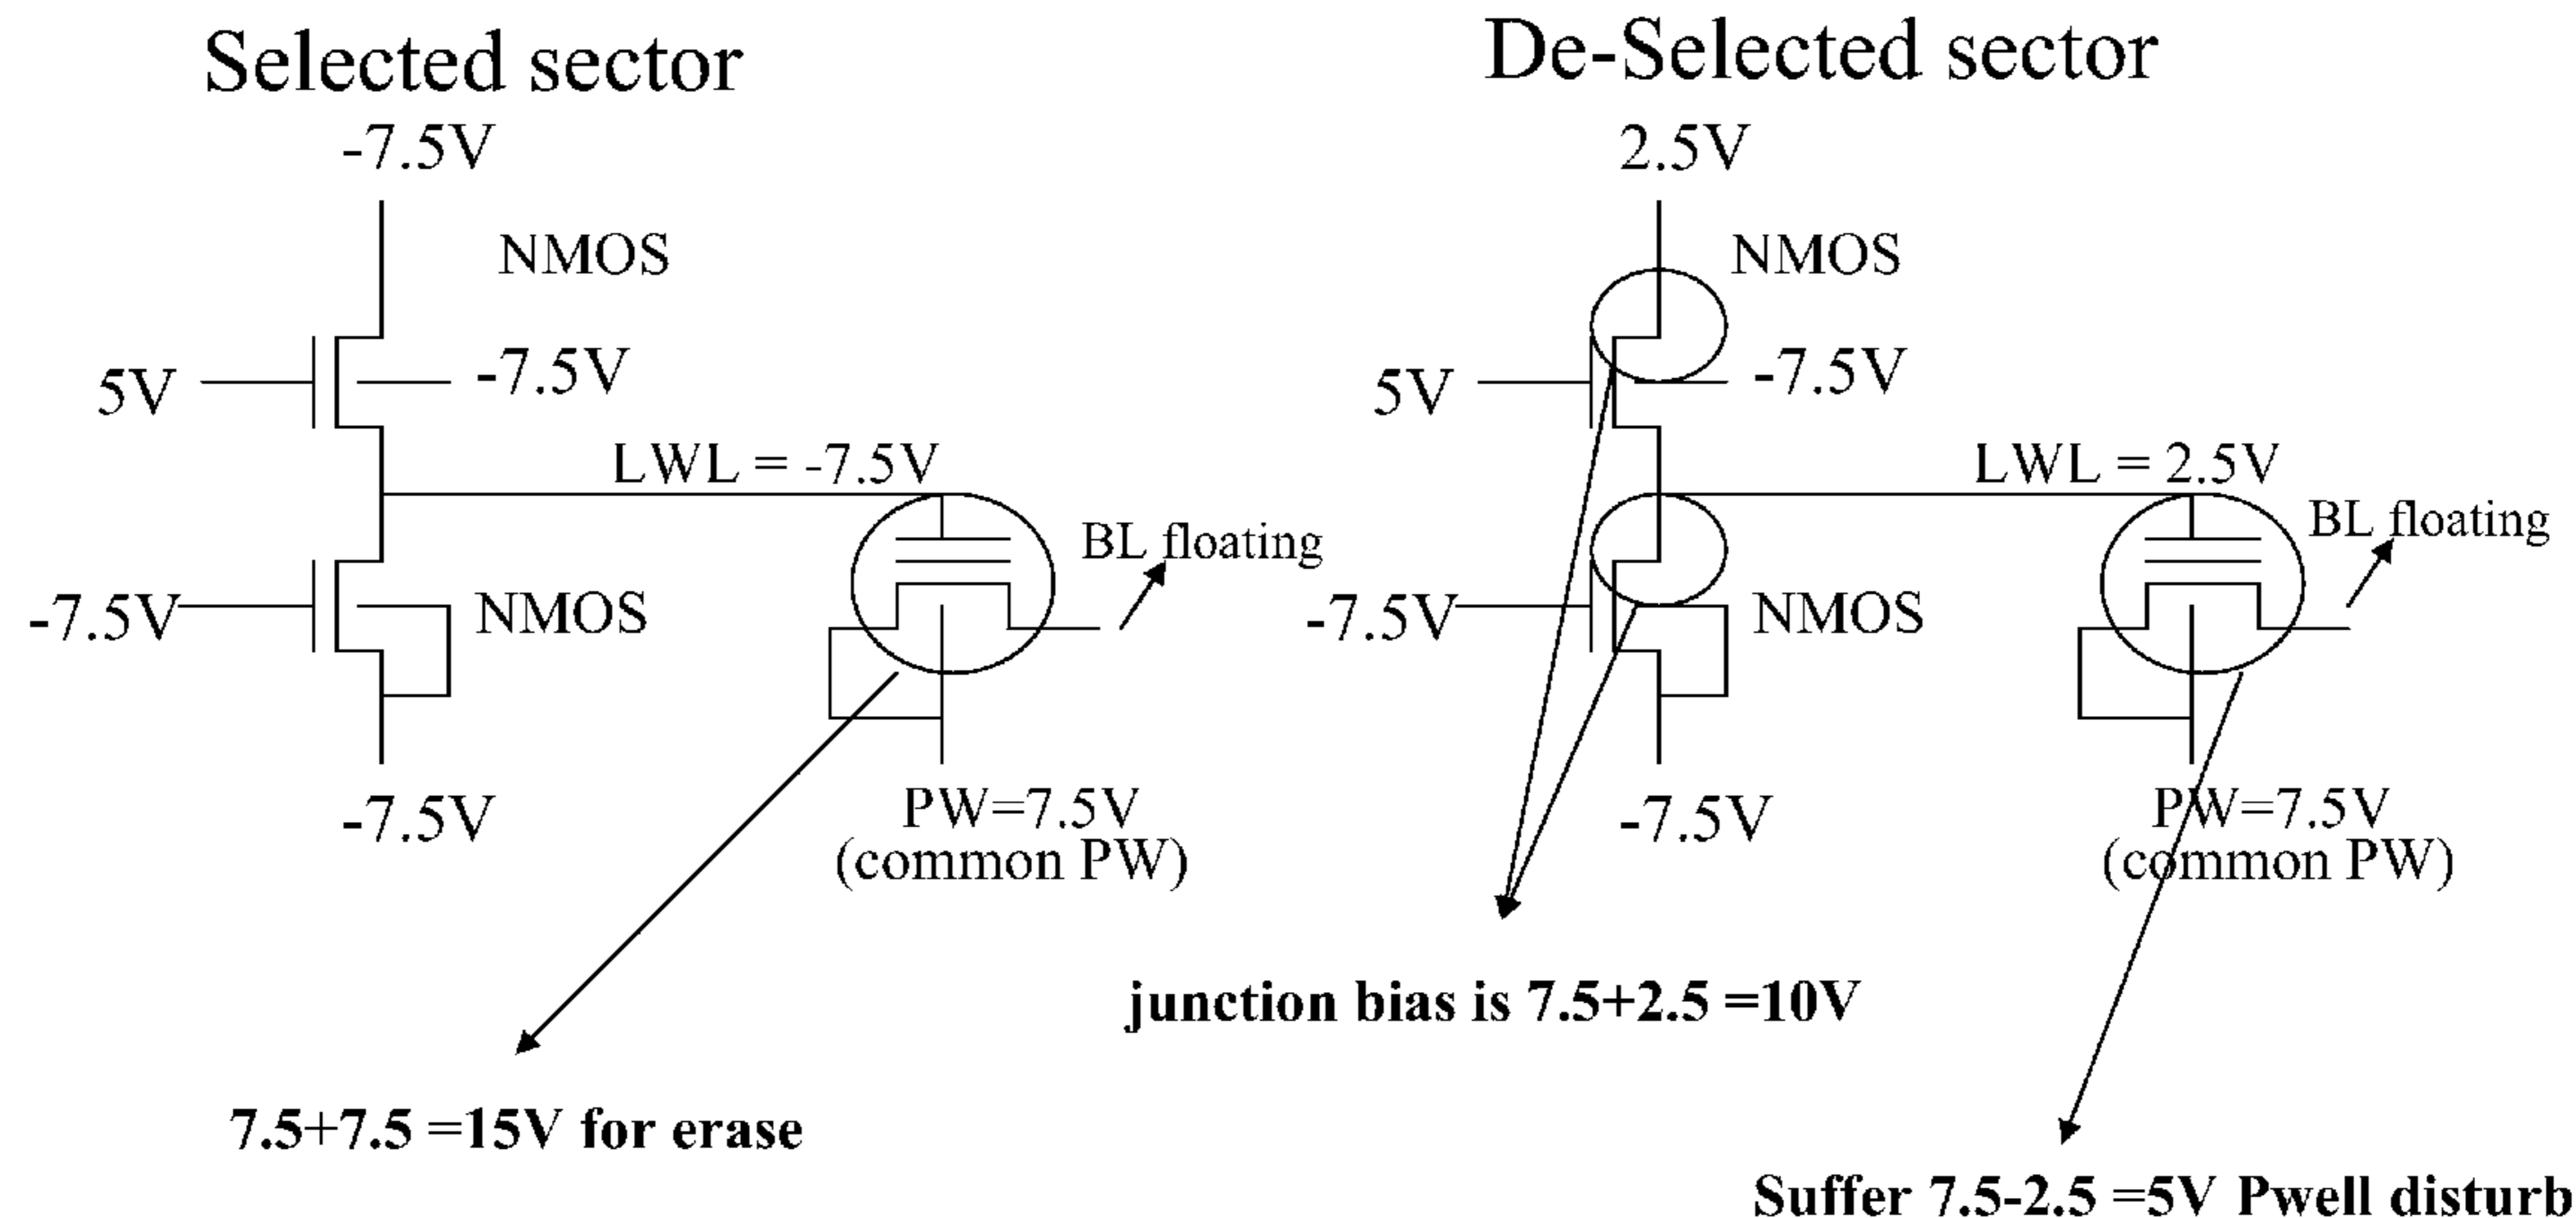 Selected sector
-7.5V
NMOS
5V
-7.5V
LWL = -7.5V
BL floating
-7.5V
NMOS
-7.5V
PW=7.5V
(common PW)
7.5+7.5 =15V for erase
De-Selected sector
2.5V
NMOS
5V
-7.5V
LWL = 2.5V
BL floating
-7.5V
NMOS
-7.5V
PW=7.5V
(common PW)
junction bias is 7.5+2.5 =10V
Suffer 7.5-2.5 =5V Pwell disturb